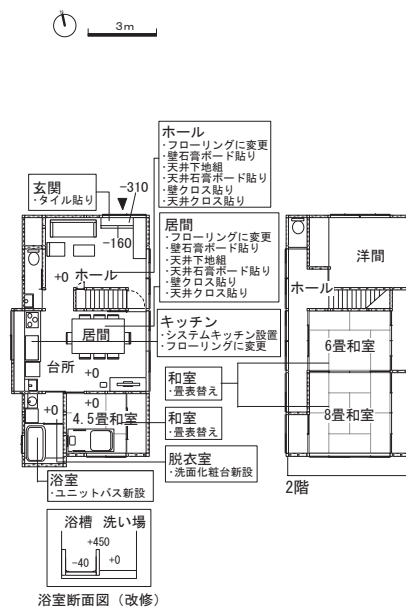 N
3m
ホール
・フローリングに変更
・壁石膏ボード貼り
・天井下地組
・天井石膏ボード貼り
・壁クロス貼り
・天井クロス貼り
玄関
・タイル貼り
-310
-160
+0
ホール
居間
・フローリングに変更
・壁石膏ボード貼り
・天井下地組
・天井石膏ボード貼り
・壁クロス貼り
・天井クロス貼り
洋間
ホール
居間
キッチン
・システムキッチン設置
・フローリングに変更
台所
+0
6畳和室
和室
・畳表替え
+0
+0
4.5畳和室
和室
・畳表替え
8畳和室
浴室
・ユニットバス新設
脱衣室
・洗面化粧台新設
2階
浴槽 洗い場
+450
-40
+0
浴室断面図（改修）